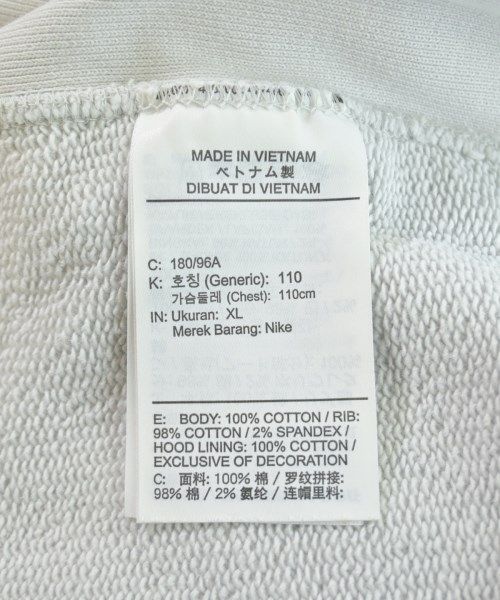 MADE IN VIETNAM
ベトナム製
DIBUAT DI VIETNAM
C: 180/96A
K: 호칭 (Generic): 110
가슴둘레 (Chest): 110cm
IN: Ukuran: XL
Merek Barang: Nike
E: BODY: 100% COTTON / RIB:
98% COTTON / 2% SPANDEX /
HOOD LINING: 100% COTTON /
EXCLUSIVE OF DECORATION
C: 面料: 100% 棉 / 罗纹拼接:
98% 棉 / 2% 氨纶 / 连帽里料: